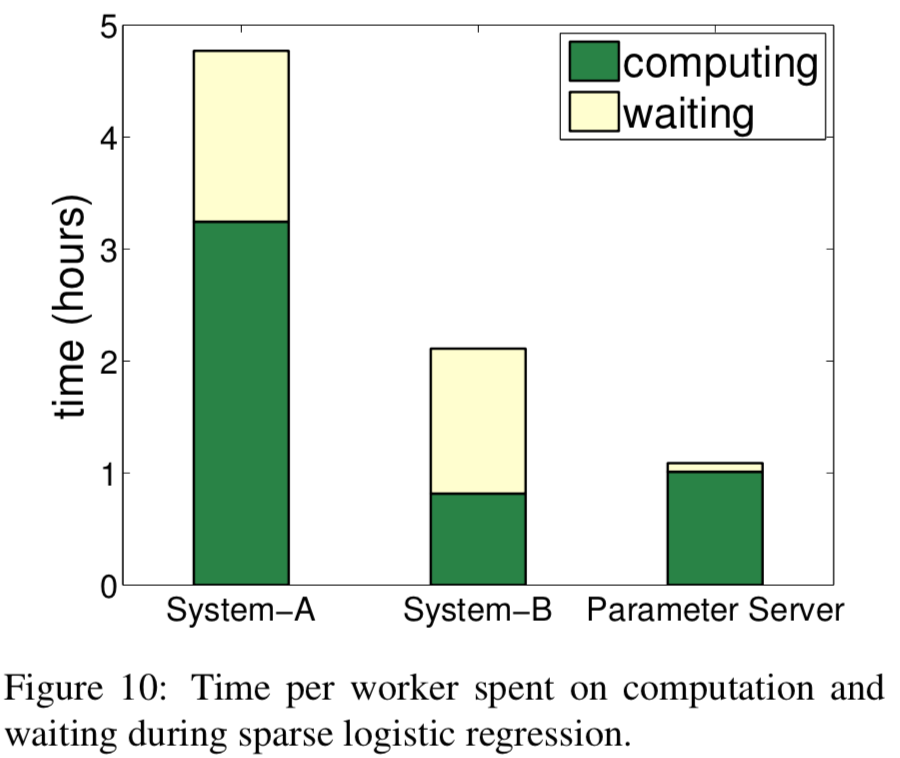 5
computing
waiting
4
3
2
1
0
time (hours)
System−A System−B Parameter Server
Figure 10: Time per worker spent on computation and
waiting during sparse logistic regression.